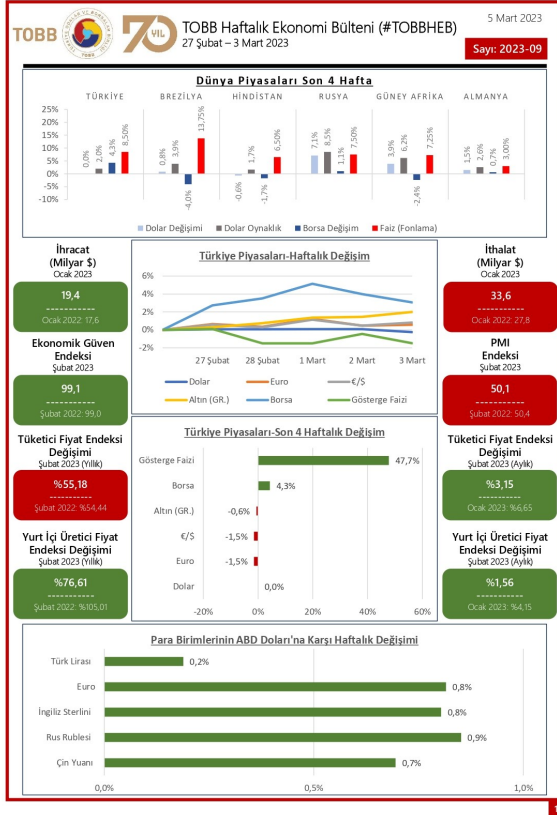 TOBB
70
YIL
TOBB Haftalık Ekonomi Bülteni (#TOBBHEB)
27 Şubat – 3 Mart 2023
5 Mart 2023
Sayı: 2023-09
Dünya Piyasaları Son 4 Hafta
TÜRKİYE BREZİLYA HİNDİSTAN RUSYA GÜNEY AFRİKA ALMANYA
25%
20%
15%
10%
5%
0%
-5%
-10%
0,0% 2,0% 4,3% 8,50%
0,8% 3,9% -4,0% 13,75%
-0,6% 1,7% -1,7% 6,50%
7,1% 8,5% 1,1% 7,50%
3,9% 6,2% -2,4% 7,25%
1,5% 2,6% 0,7% 3,00%
Dolar Değişimi Dolar Oynaklık Borsa Değişim Faiz (Fonlama)
İhracat
(Milyar $)
Ocak 2023
19,4
-----------
Ocak 2022: 17,6
Ekonomik Güven
Endeksi
Şubat 2023
99,1
-----------
Şubat 2022: 99,0
Tüketici Fiyat Endeksi
Değişimi
Şubat 2023 (Yıllık)
%55,18
-----------
Şubat 2022: %54,44
Yurt İçi Üretici Fiyat
Endeksi Değişimi
Şubat 2023 (Yıllık)
%76,61
-----------
Şubat 2022: %105,01
Türkiye Piyasaları-Haftalık Değişim
6%
4%
2%
0%
-2%
27 Şubat 28 Şubat 1 Mart 2 Mart 3 Mart
Dolar Euro €/$
Altın (GR.) Borsa Gösterge Faizi
Türkiye Piyasaları-Son 4 Haftalık Değişim
Gösterge Faizi 47,7%
Borsa 4,3%
Altın (GR.) -0,6%
€/$ -1,5%
Euro -1,5%
Dolar 0,0%
-20% 0% 20% 40% 60%
İthalat
(Milyar $)
Ocak 2023
33,6
-----------
Ocak 2022: 27,8
PMI
Endeksi
Şubat 2023
50,1
-----------
Şubat 2022: 50,4
Tüketici Fiyat Endeksi
Değişimi
Şubat 2023 (Aylık)
%3,15
-----------
Ocak 2023: %6,65
Yurt İçi Üretici Fiyat
Endeksi Değişimi
Şubat 2023 (Aylık)
%1,56
-----------
Ocak 2023: %4,15
Para Birimlerinin ABD Doları'na Karşı Haftalık Değişimi
Türk Lirası 0,2%
Euro 0,8%
İngiliz Sterlini 0,8%
Rus Rublesi 0,9%
Çin Yuanı 0,7%
0,0% 0,5% 1,0%
1